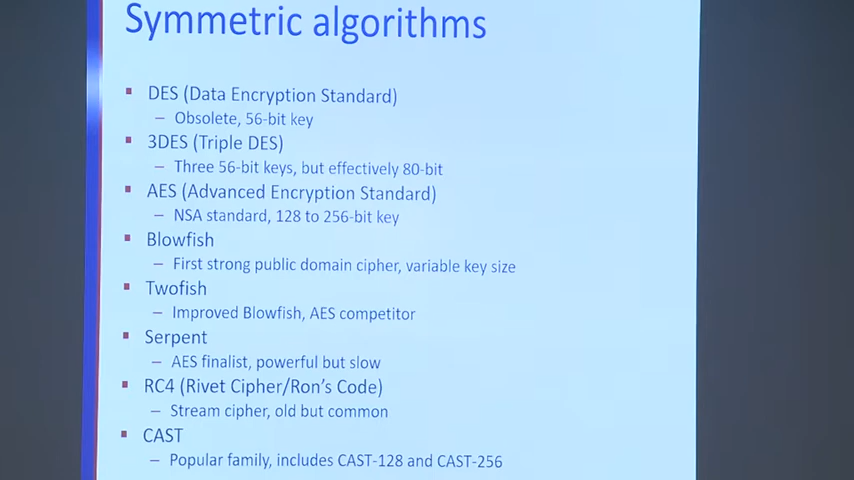 Symmetric algorithms
▪ DES (Data Encryption Standard)
– Obsolete, 56-bit key
▪ 3DES (Triple DES)
– Three 56-bit keys, but effectively 80-bit
▪ AES (Advanced Encryption Standard)
– NSA standard, 128 to 256-bit key
▪ Blowfish
– First strong public domain cipher, variable key size
▪ Twofish
– Improved Blowfish, AES competitor
▪ Serpent
– AES finalist, powerful but slow
▪ RC4 (Rivet Cipher/Ron's Code)
– Stream cipher, old but common
▪ CAST
– Popular family, includes CAST-128 and CAST-256